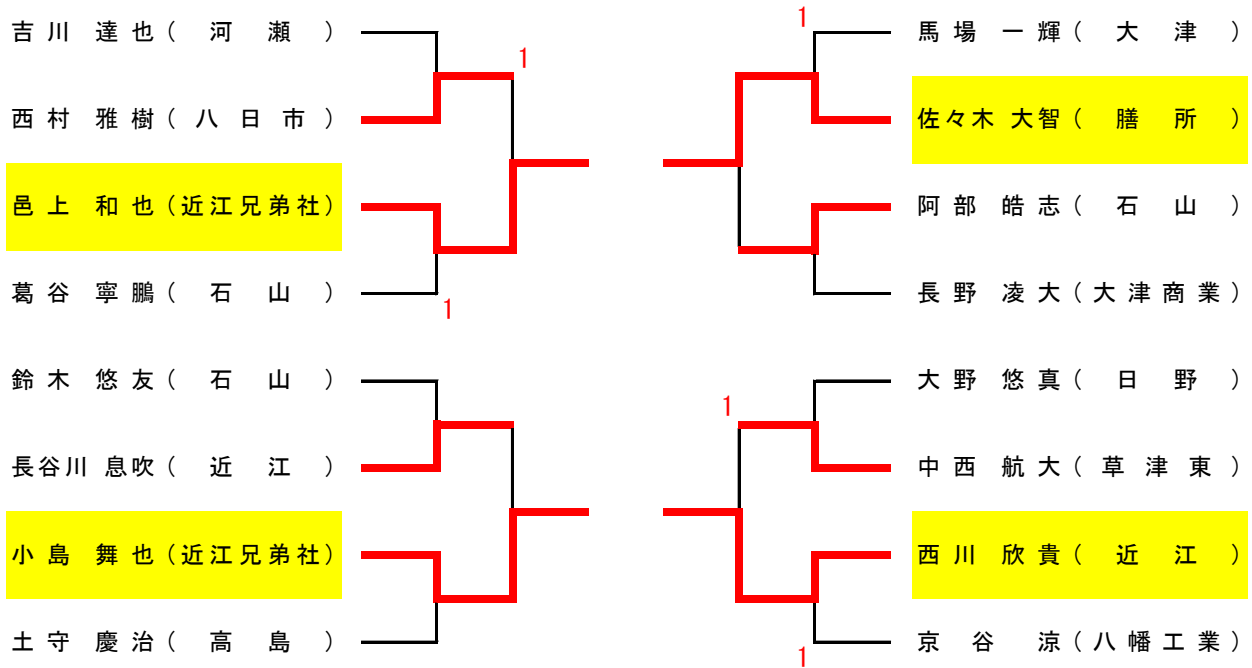 吉川 達也(河瀬)
1
西村 雅樹(八日市)
邑上 和也(近江兄弟社)
葛谷 寧鵬(石山)
1
鈴木 悠友(石山)
長谷川 息吹(近江)
小島 舞也(近江兄弟社)
土守 慶治(高島)
1
馬場 一輝(大津)
佐々木 大智(膳所)
阿部 皓志(石山)
長野 凌大(大津商業)
大野 悠真(日野)
1
中西 航大(草津東)
西川 欣貴(近江)
京谷 涼(八幡工業)
1